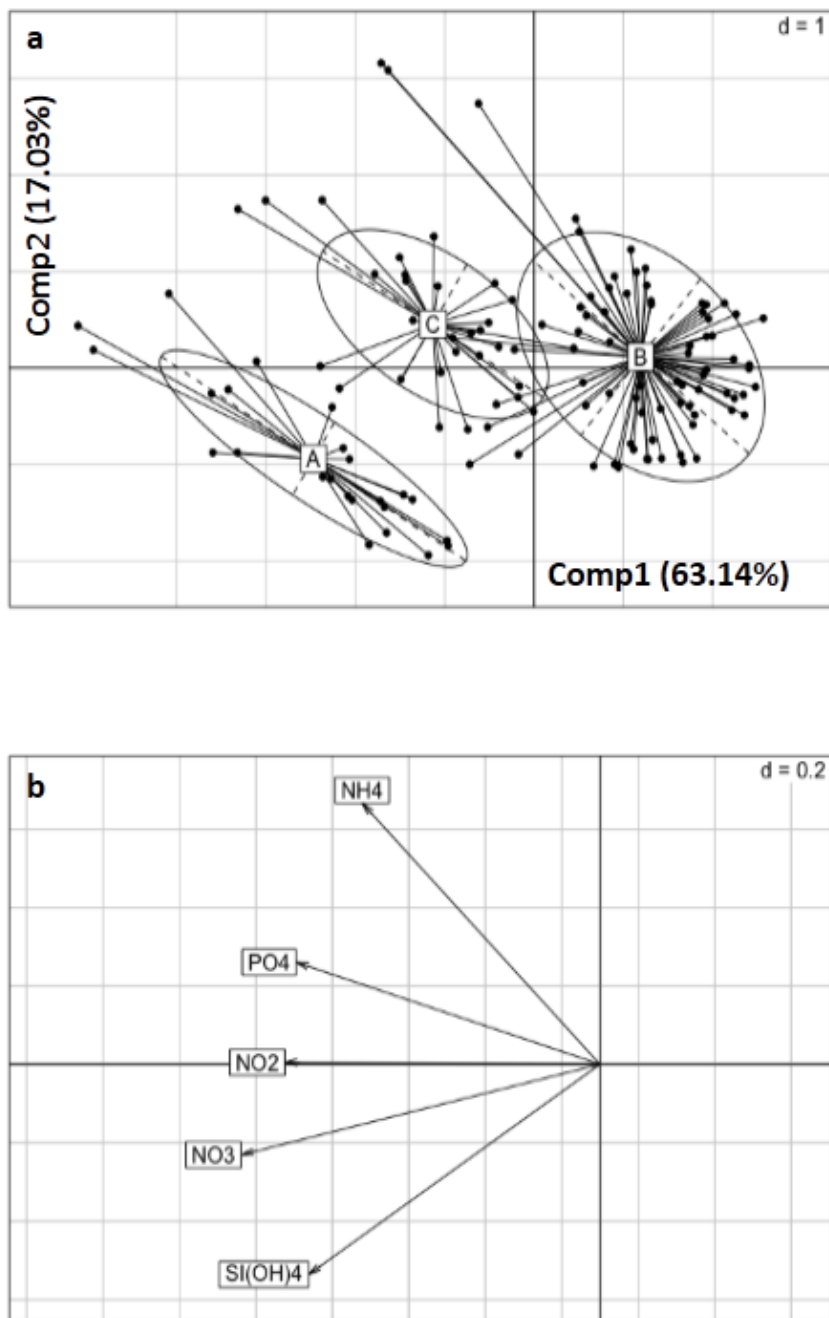 a
d = 1
Comp2 (17.03%)
C
B
A
Comp1 (63.14%)
b
d = 0.2
NH4
PO4
NO2
NO3
SI(OH)4